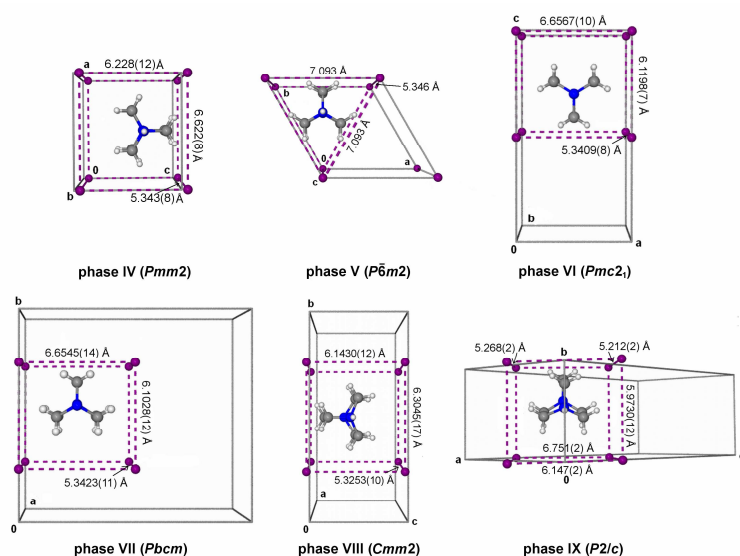 6.228(12)Å
a
6.622(8) Å
0
c
b
5.343(8)Å
phase IV (Pmm2)
7.093 Å
5.346 Å
b
7.093 Å
0
a
c
phase V (P6̄m2)
c
6.6567(10) Å
6.1198(7) Å
5.3409(8) Å
b
0
a
phase VI (Pmc2₁)
b
6.6545(14) Å
6.1028(12) Å
5.3423(11) Å
a
0
c
phase VII (Pbcm)
b
6.1430(12) Å
6.3045(17) Å
5.3253(10) Å
a
0
c
phase VIII (Cmm2)
5.268(2) Å
5.212(2) Å
b
5.9730(12) Å
6.751(2) Å
a
6.147(2) Å
0
phase IX (P2/c)